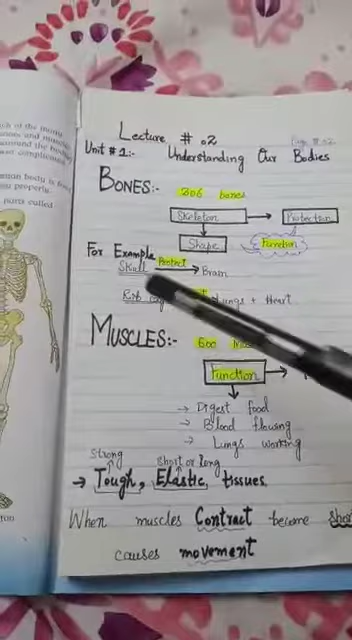 Lecture # 02
Unit # 1:- Understanding Our Bodies
BONES:- 206 bones
Skeleton → Protection
Shape Function
For Example
Skull Protect → Brain
Rib Lungs + Heart
MUSCLES:- 600
Function →
→ Digest food
→ Blood flowing
→ Lungs working
Strong short or long
→ Tough, Elastic tissues.
When muscles Contract become
causes movement